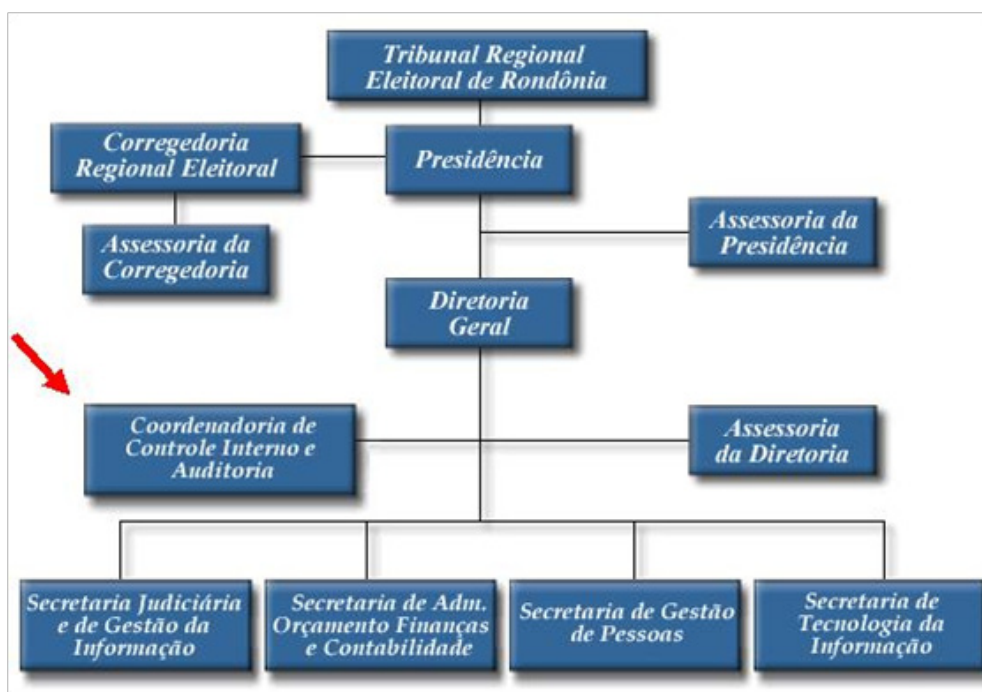 Tribunal Regional
Eleitoral de Rondônia
Corregedoria
Regional Eleitoral
Presidência
Assessoria da
Corregedoria
Assessoria da
Presidência
Diretoria
Geral
Coordenadoria de
Controle Interno e
Auditoria
Assessoria
da Diretoria
Secretaria Judiciária
e de Gestão da
Informação
Secretaria de Adm.
Orçamento Finanças
e Contabilidade
Secretaria de Gestão
de Pessoas
Secretaria de
Tecnologia da
Informação